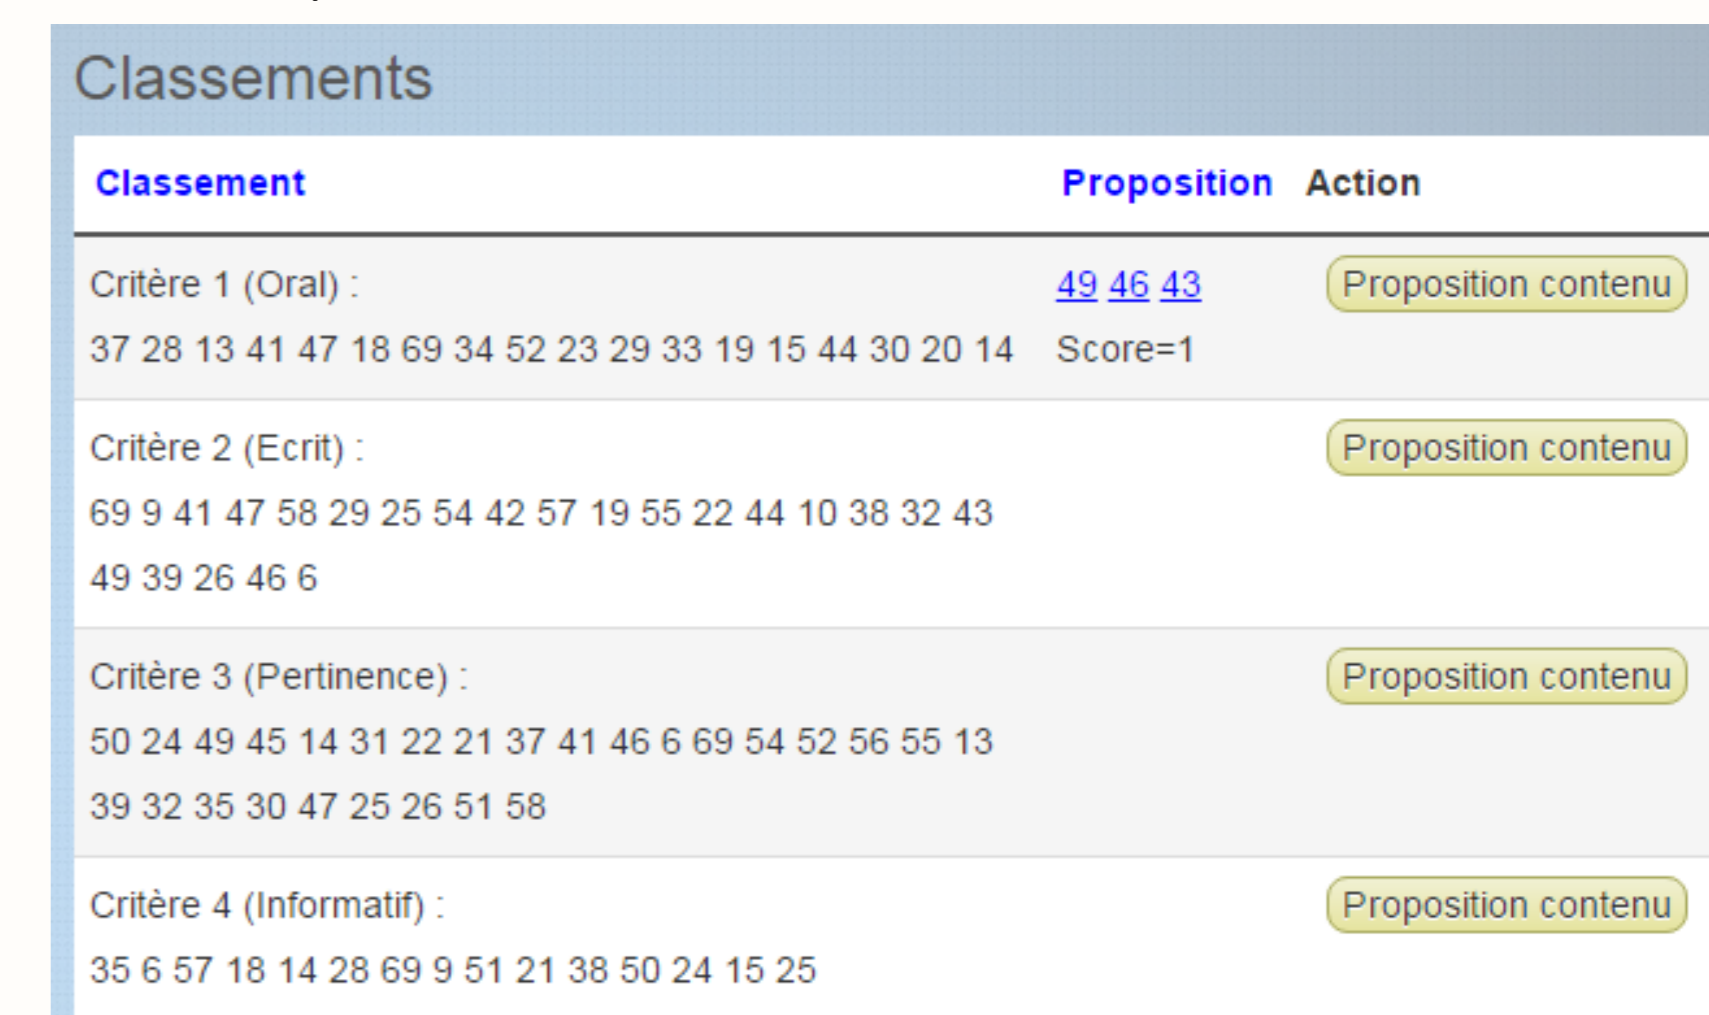 Classements
Classement Proposition Action
Critère 1 (Oral) : 49 46 43 Proposition contenu
37 28 13 41 47 18 69 34 52 23 29 33 19 15 44 30 20 14 Score=1
Critère 2 (Ecrit) : Proposition contenu
69 9 41 47 58 29 25 54 42 57 19 55 22 44 10 38 32 43
49 39 26 46 6
Critère 3 (Pertinence) : Proposition contenu
50 24 49 45 14 31 22 21 37 41 46 6 69 54 52 56 55 13
39 32 35 30 47 25 26 51 58
Critère 4 (Informatif) : Proposition contenu
35 6 57 18 14 28 69 9 51 21 38 50 24 15 25